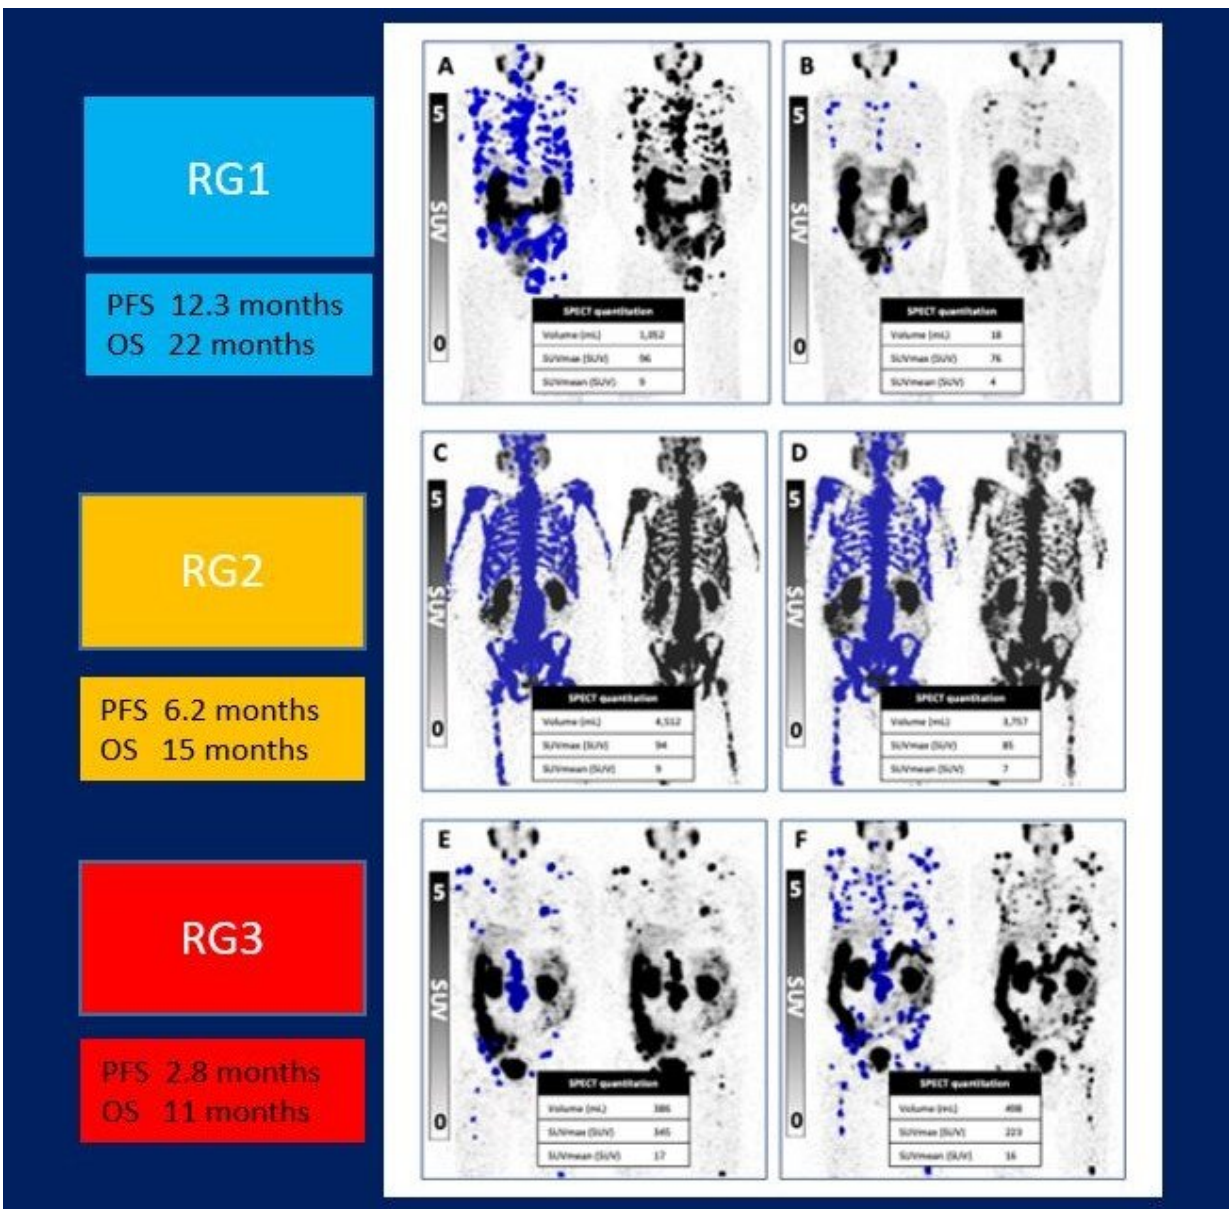 RG1
PFS 12.3 months
OS 22 months
A
5
SUV
0
SPECT quantitation
Volume (mL) 1,052
SUVmax (SUV) 96
SUVmean (SUV) 9
B
5
SUV
0
SPECT quantitation
Volume (mL) 18
SUVmax (SUV) 76
SUVmean (SUV) 4
RG2
PFS 6.2 months
OS 15 months
C
5
SUV
0
SPECT quantitation
Volume (mL) 4,512
SUVmax (SUV) 94
SUVmean (SUV) 9
D
5
SUV
0
SPECT quantitation
Volume (mL) 3,757
SUVmax (SUV) 85
SUVmean (SUV) 7
RG3
PFS 2.8 months
OS 11 months
E
5
SUV
0
SPECT quantitation
Volume (mL) 386
SUVmax (SUV) 345
SUVmean (SUV) 17
F
5
SUV
0
SPECT quantitation
Volume (mL) 498
SUVmax (SUV) 223
SUVmean (SUV) 16